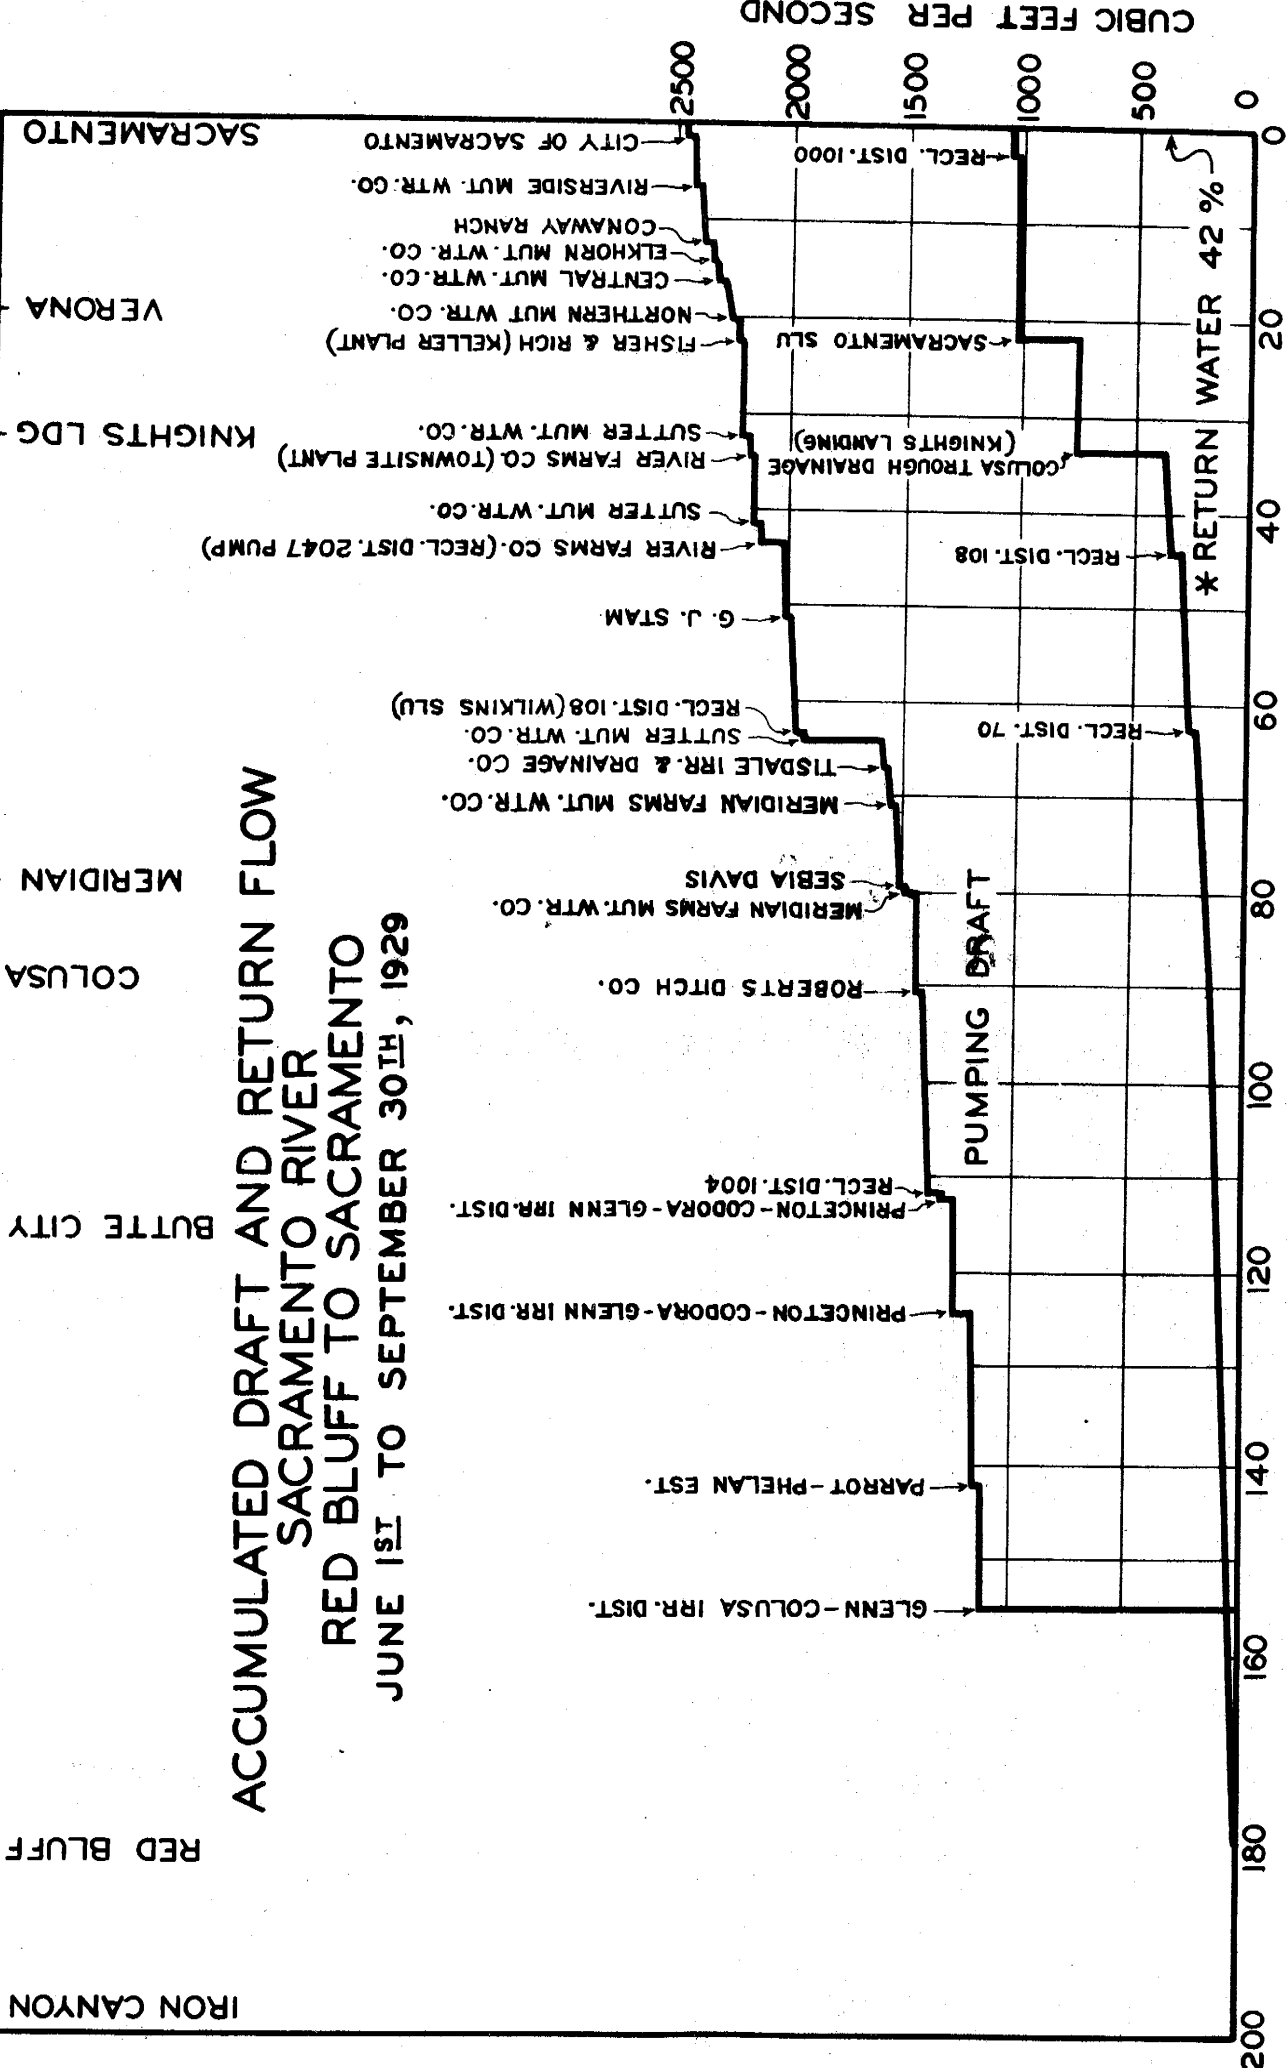 ACCUMULATED DRAFT AND RETURN FLOW
SACRAMENTO RIVER
RED BLUFF TO SACRAMENTO
JUNE 1ST TO SEPTEMBER 30TH, 1929
IRON CANYON
RED BLUFF
BUTTE CITY
COLUSA
MERIDIAN
KNIGHTS LDG
VERONA
SACRAMENTO
GLENN-COLUSA IRR. DIST.
PARROT-PHELAN EST.
PRINCETON-CODORA-GLENN IRR. DIST.
PRINCETON-CODORA-GLENN IRR. DIST.
RECL. DIST. 1004
ROBERTS DITCH CO.
MERIDIAN FARMS MUT. WTR. CO.
SEBIA DAVIS
MERIDIAN FARMS MUT. WTR. CO.
TISDALE IRR. & DRAINAGE CO.
SUTTER MUT. WTR. CO.
RECL. DIST. 108 (WILKINS SLU)
G. J. STAM
RIVER FARMS CO. (RECL. DIST. 2047 PUMP)
SUTTER MUT. WTR. CO.
RIVER FARMS CO. (TOWNSITE PLANT)
SUTTER MUT. WTR. CO.
FISHER & RICH (KELLER PLANT)
NORTHERN MUT WTR. CO.
CENTRAL MUT. WTR. CO.
ELKHORN MUT. WTR. CO.
CONAWAY RANCH
RIVERSIDE MUT. WTR. CO.
CITY OF SACRAMENTO
PUMPING DRAFT
RECL. DIST. 70
RECL. DIST. 108
COLUSA TROUGH DRAINAGE
(KNIGHTS LANDING)
SACRAMENTO SLU
RECL. DIST. 1000
* RETURN WATER 42 %
CUBIC FEET PER SECOND
2500
2000
1500
1000
500
0
200
180
160
140
120
100
80
60
40
20
0